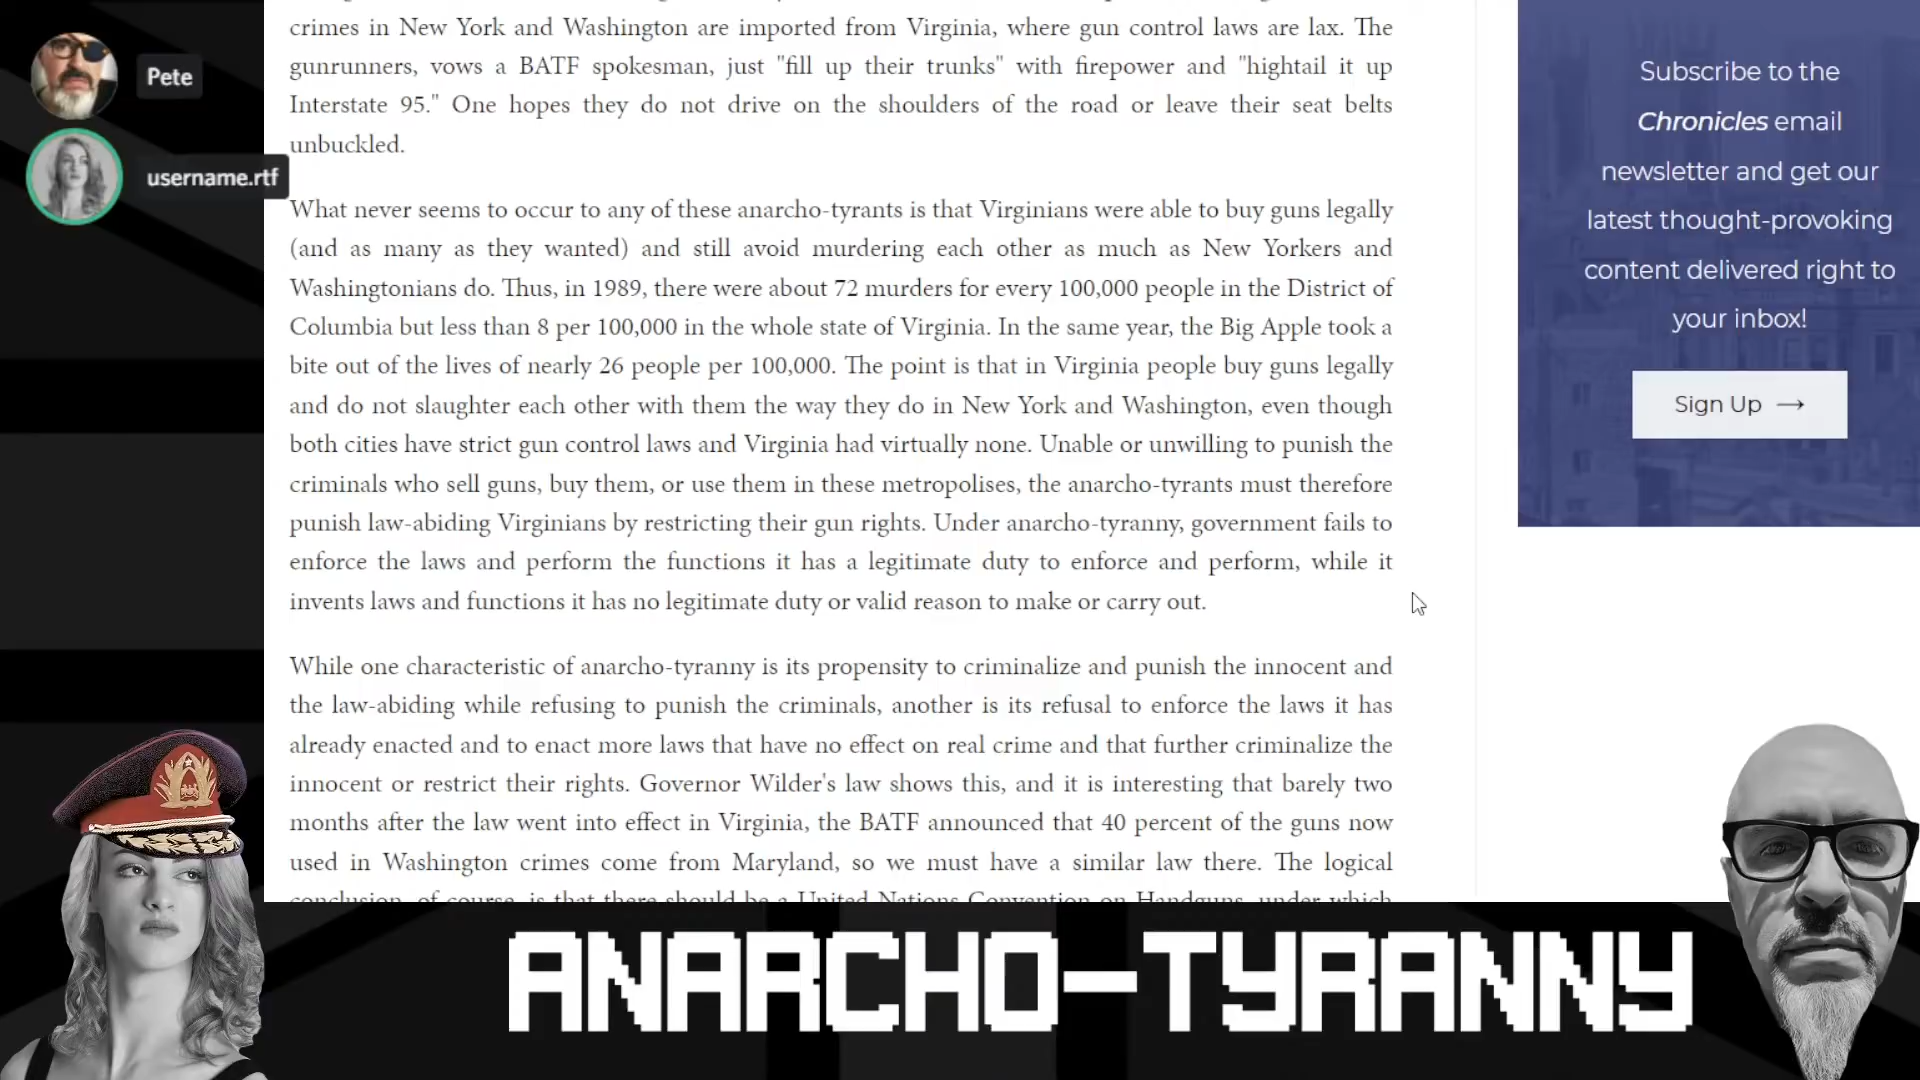 crimes in New York and Washington are imported from Virginia, where gun control laws are lax. The
gunrunners, vows a BATF spokesman, just "fill up their trunks" with firepower and "hightail it up
Interstate 95." One hopes they do not drive on the shoulders of the road or leave their seat belts
unbuckled.
What never seems to occur to any of these anarcho-tyrants is that Virginians were able to buy guns legally
(and as many as they wanted) and still avoid murdering each other as much as New Yorkers and
Washingtonians do. Thus, in 1989, there were about 72 murders for every 100,000 people in the District of
Columbia but less than 8 per 100,000 in the whole state of Virginia. In the same year, the Big Apple took a
bite out of the lives of nearly 26 people per 100,000. The point is that in Virginia people buy guns legally
and do not slaughter each other with them the way they do in New York and Washington, even though
both cities have strict gun control laws and Virginia had virtually none. Unable or unwilling to punish the
criminals who sell guns, buy them, or use them in these metropolises, the anarcho-tyrants must therefore
punish law-abiding Virginians by restricting their gun rights. Under anarcho-tyranny, government fails to
enforce the laws and perform the functions it has a legitimate duty to enforce and perform, while it
invents laws and functions it has no legitimate duty or valid reason to make or carry out.
While one characteristic of anarcho-tyranny is its propensity to criminalize and punish the innocent and
the law-abiding while refusing to punish the criminals, another is its refusal to enforce the laws it has
already enacted and to enact more laws that have no effect on real crime and that further criminalize the
innocent or restrict their rights. Governor Wilder's law shows this, and it is interesting that barely two
months after the law went into effect in Virginia, the BATF announced that 40 percent of the guns now
used in Washington crimes come from Maryland, so we must have a similar law there. The logical
conclusion, of course, is that there should be a United Nations Convention on Handguns, under which
Pete
username.rtf
Subscribe to the
Chronicles email
newsletter and get our
latest thought-provoking
content delivered right to
your inbox!
Sign Up →
ANARCHO-TYRANNY